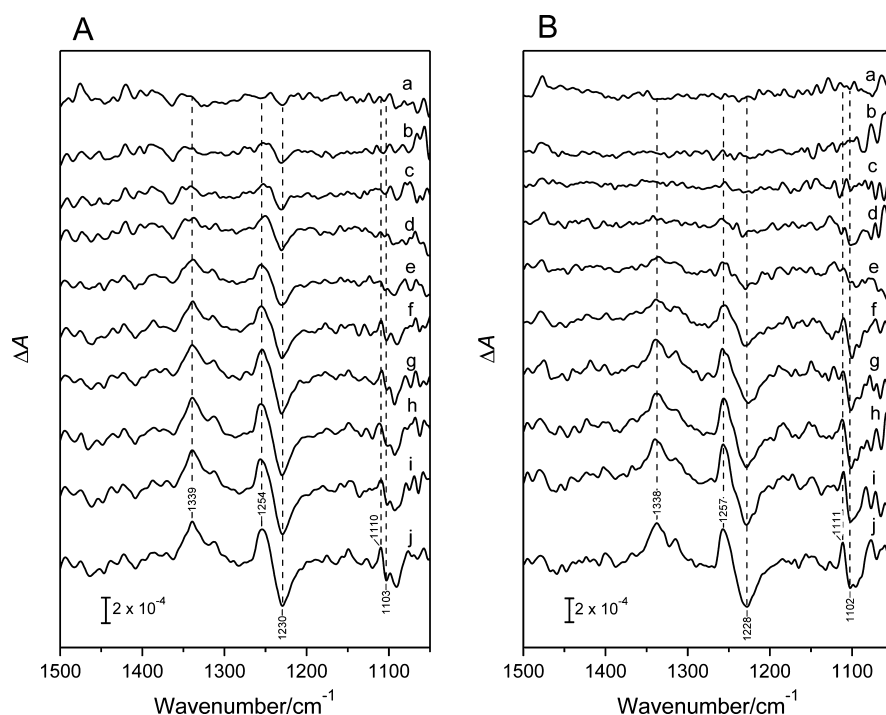 A
B
a
b
c
d
e
f
g
h
i
j
1339
1254
1230
1110
1103
2 x 10-4
1500
1400
1300
1200
1100
Wavenumber/cm-1
ΔA
a
b
c
d
e
f
g
h
i
j
1338
1257
1228
1111
1102
2 x 10-4
1500
1400
1300
1200
1100
Wavenumber/cm-1
ΔA